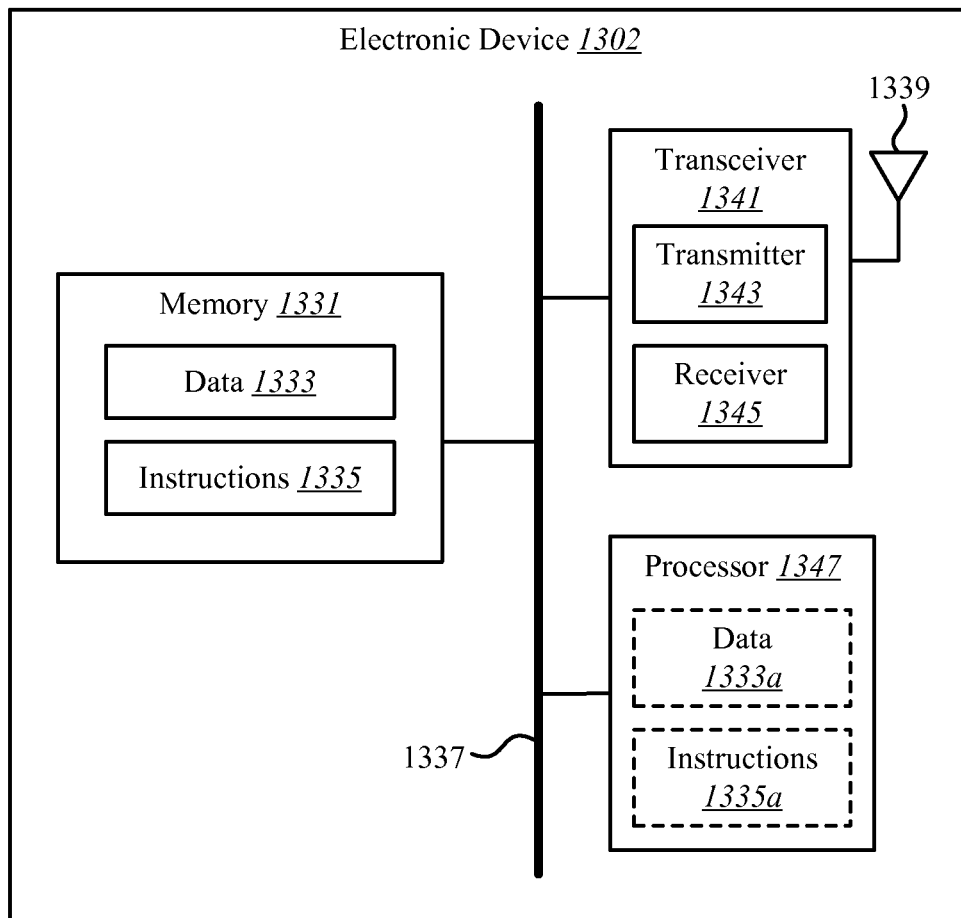 Electronic Device 1302
1339
Transceiver
1341
Transmitter
1343
Receiver
1345
Memory 1331
Data 1333
Instructions 1335
Processor 1347
Data
1333a
Instructions
1335a
1337